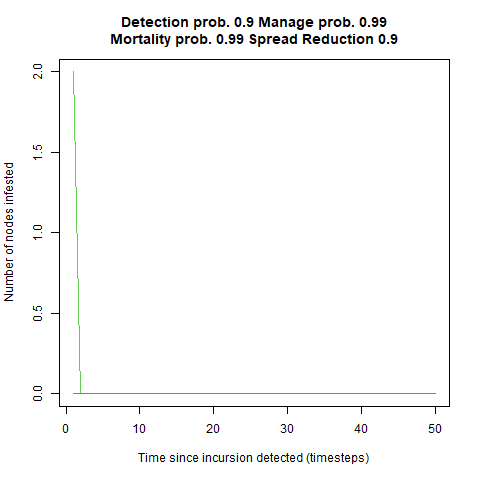 Detection prob. 0.9 Manage prob. 0.99
Mortality prob. 0.99 Spread Reduction 0.9
Number of nodes infested
2.0
1.5
1.0
0.5
0.0
0 10 20 30 40 50
Time since incursion detected (timesteps)